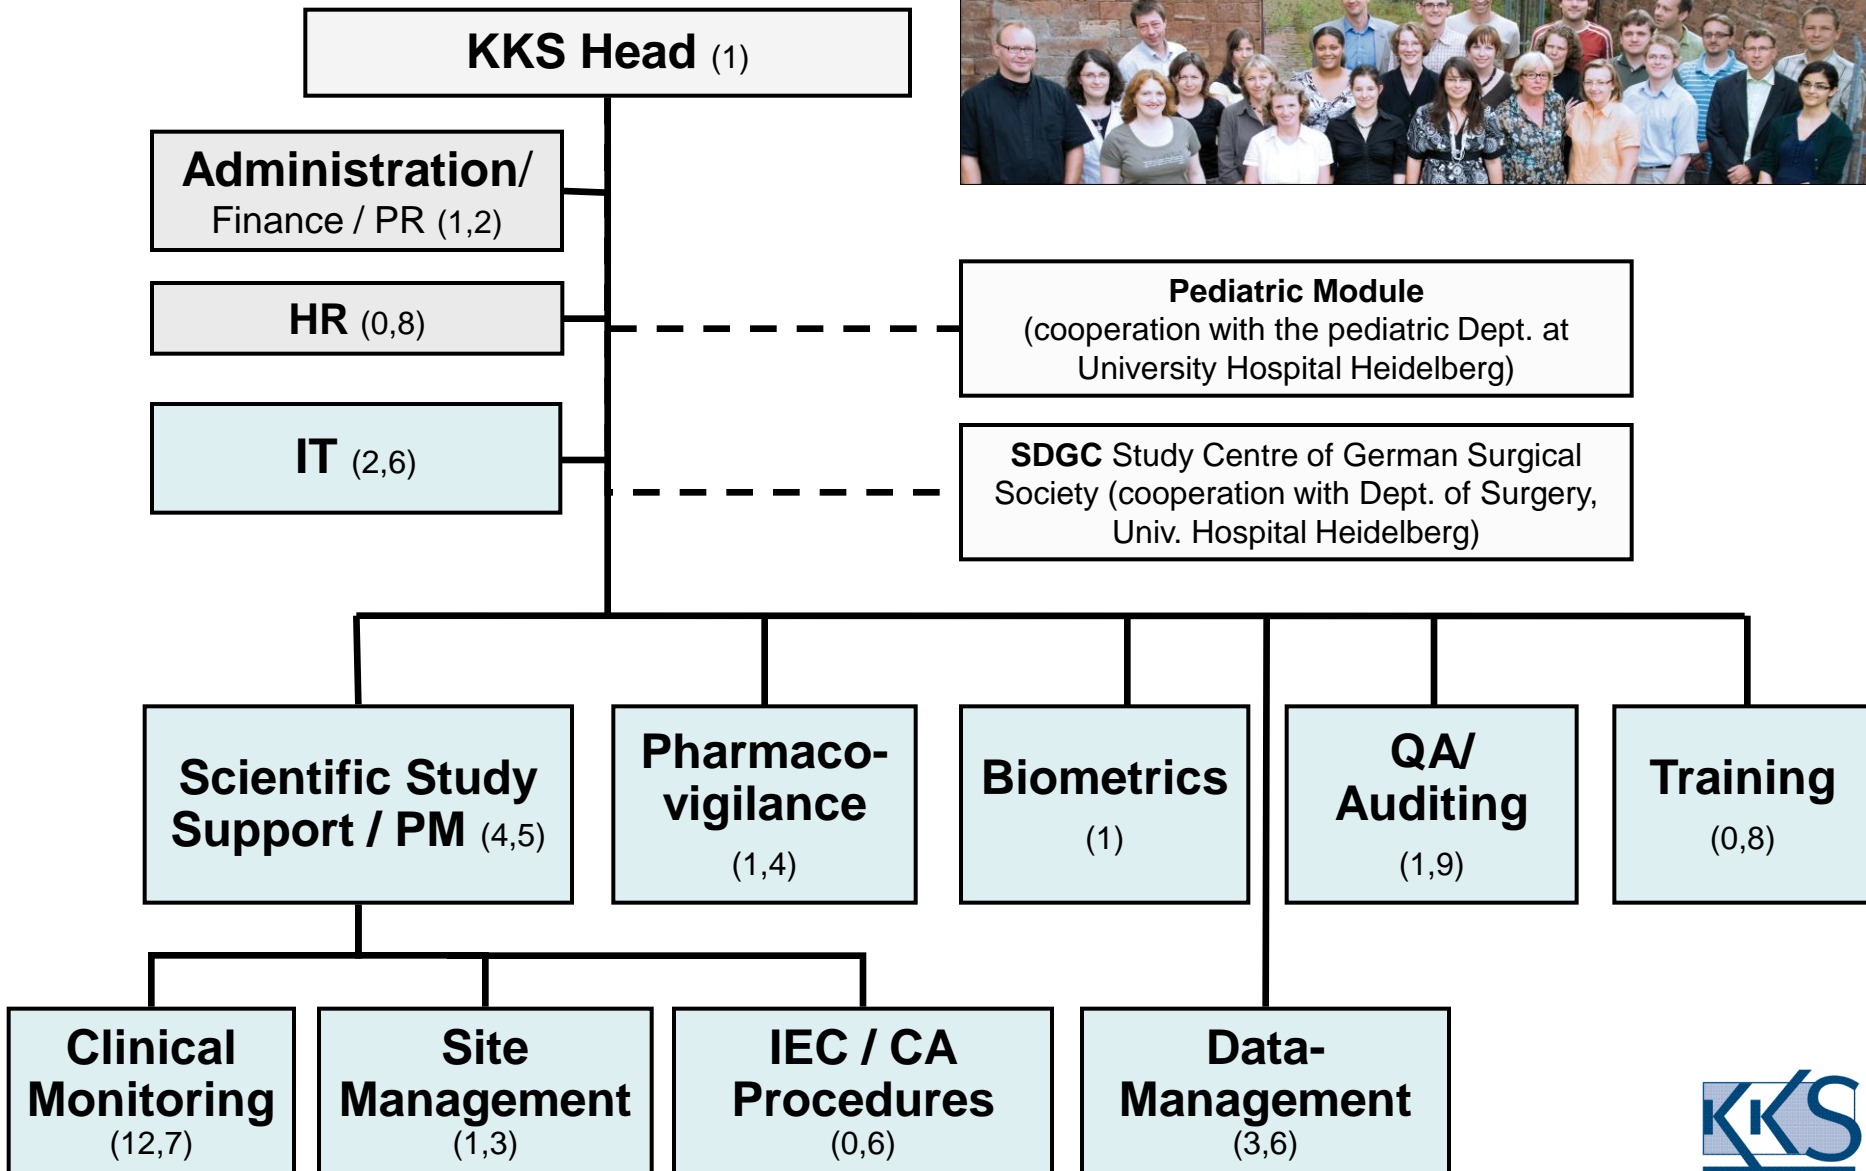 KKS Head (1)
Administration/
Finance / PR (1,2)
HR (0,8)
Pediatric Module
(cooperation with the pediatric Dept. at
University Hospital Heidelberg)
IT (2,6)
SDGC Study Centre of German Surgical
Society (cooperation with Dept. of Surgery,
Univ. Hospital Heidelberg)
Scientific Study
Support / PM (4,5)
Pharmaco-
vigilance
(1,4)
Biometrics
(1)
QA/
Auditing
(1,9)
Training
(0,8)
Clinical
Monitoring
(12,7)
Site
Management
(1,3)
IEC / CA
Procedures
(0,6)
Data-
Management
(3,6)
KKS